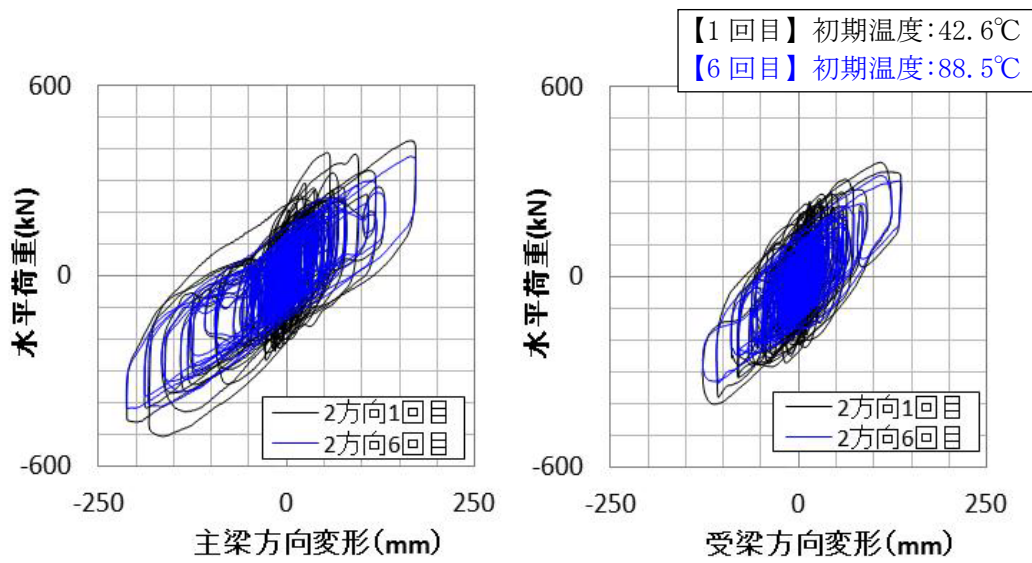 【1回目】初期温度:42.6℃
【6回目】初期温度:88.5℃
600
0
-600
水平荷重(kN)
2方向1回目
2方向6回目
-250
0
250
主梁方向変形(mm)
600
0
-600
水平荷重(kN)
2方向1回目
2方向6回目
-250
0
250
受梁方向変形(mm)